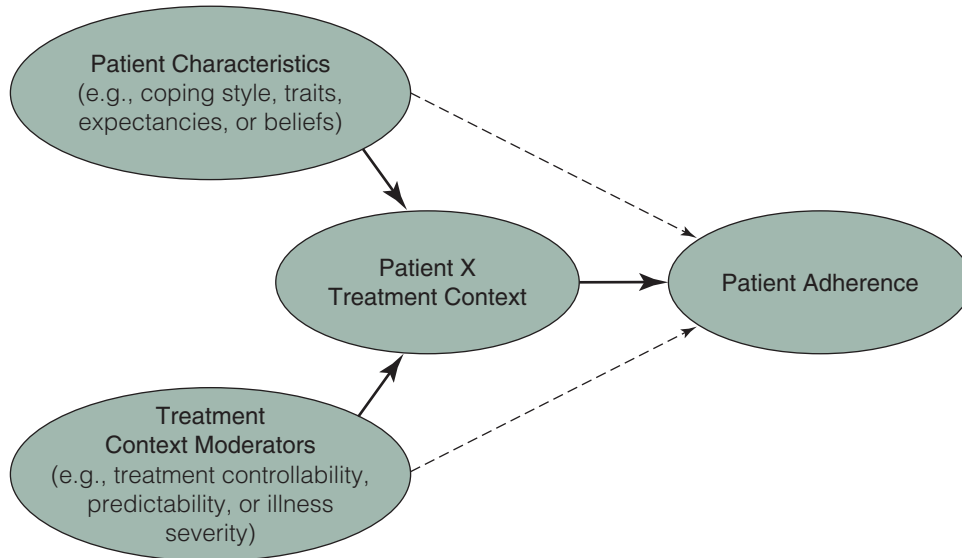 Patient Characteristics
(e.g., coping style, traits,
expectancies, or beliefs)
Patient X
Treatment Context
Patient Adherence
Treatment
Context Moderators
(e.g., treatment controllability,
predictability, or illness
severity)